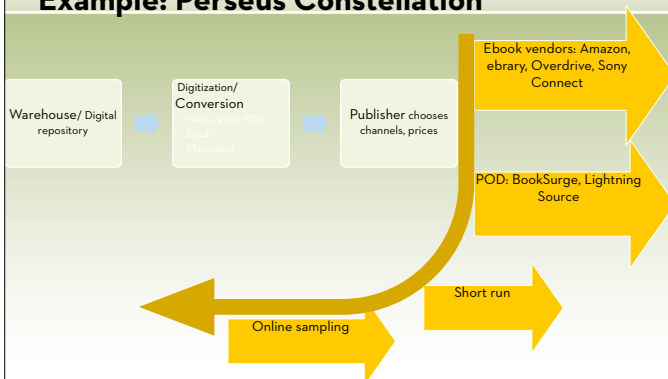 Example: Perseus Constellation
Warehouse/ Digital
repository
Digitization/
Conversion
• Web-ready PDF
• Epub
• Metadata
Publisher chooses
channels, prices
Ebook vendors: Amazon,
ebrary, Overdrive, Sony
Connect
POD: BookSurge, Lightning
Source
Short run
Online sampling